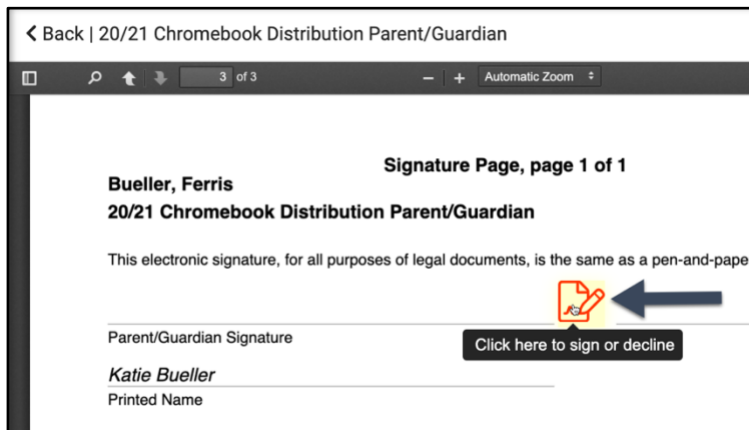 Back | 20/21 Chromebook Distribution Parent/Guardian
3 of 3 − + Automatic Zoom
Signature Page, page 1 of 1
Bueller, Ferris
20/21 Chromebook Distribution Parent/Guardian
This electronic signature, for all purposes of legal documents, is the same as a pen-and-pape
Click here to sign or decline
Parent/Guardian Signature
Katie Bueller
Printed Name